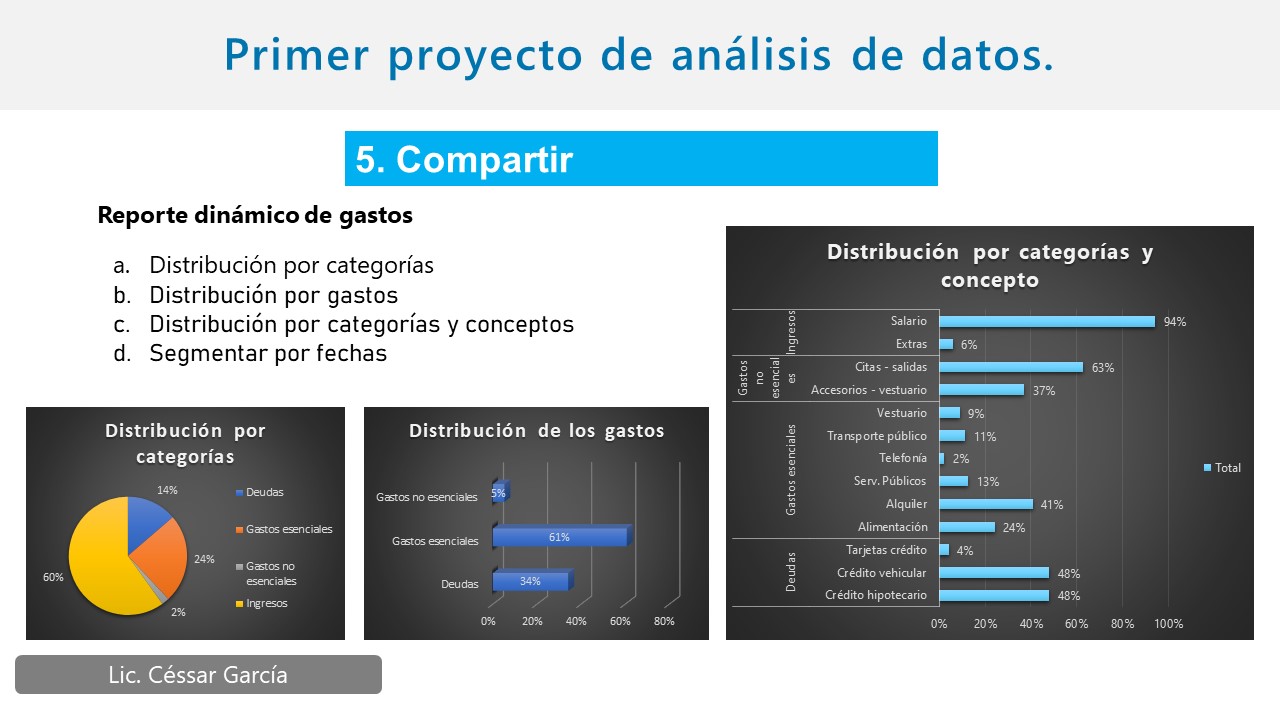 Primer proyecto de análisis de datos.
5. Compartir
Reporte dinámico de gastos
a. Distribución por categorías
b. Distribución por gastos
c. Distribución por categorías y conceptos
d. Segmentar por fechas
Distribución por
categorías
14%
24%
2%
60%
Deudas
Gastos esenciales
Gastos no
esenciales
Ingresos
Distribución de los gastos
Gastos no esenciales 5%
Gastos esenciales 61%
Deudas 34%
0% 20% 40% 60% 80%
Distribución por categorías y
concepto
Ingresos
Salario 94%
Extras 6%
Gastos
no
esencial
es
Citas - salidas 63%
Accesorios - vestuario 37%
Gastos esenciales
Vestuario 9%
Transporte público 11%
Telefonía 2%
Serv. Públicos 13%
Alquiler 41%
Alimentación 24%
Deudas
Tarjetas crédito 4%
Crédito vehicular 48%
Crédito hipotecario 48%
0% 20% 40% 60% 80% 100%
Total
Lic. Céssar García